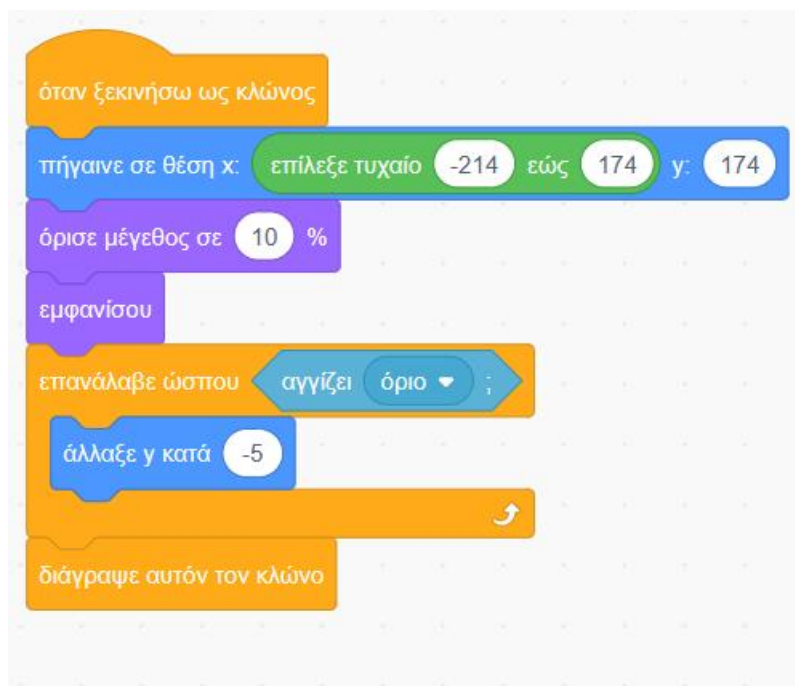 όταν ξεκινήσω ως κλώνος
πήγαινε σε θέση x: επίλεξε τυχαίο -214 εώς 174 y: 174
όρισε μέγεθος σε 10 %
εμφανίσου
επανάλαβε ώσπου αγγίζει όριο ;
άλλαξε y κατά -5
διάγραψε αυτόν τον κλώνο